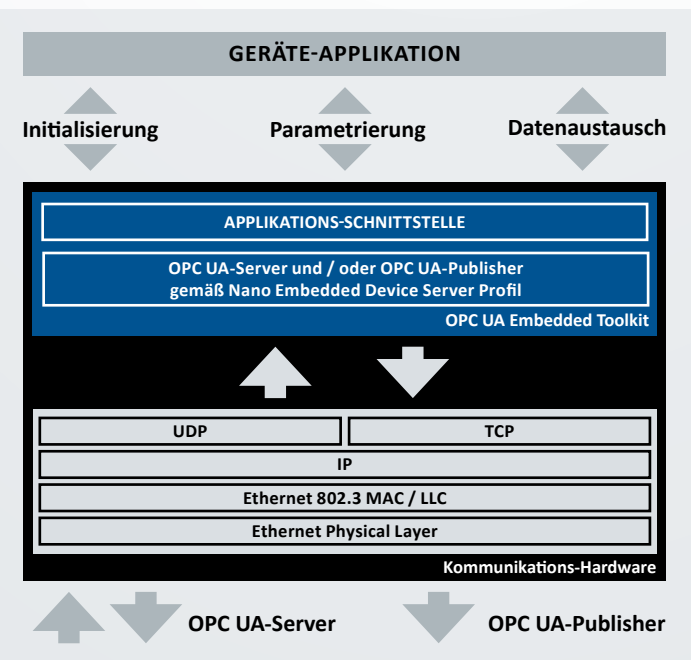 GERÄTE-APPLIKATION
Initialisierung
Parametrierung
Datenaustausch
APPLIKATIONS-SCHNITTSTELLE
OPC UA-Server und / oder OPC UA-Publisher
gemäß Nano Embedded Device Server Profil
OPC UA Embedded Toolkit
UDP
TCP
IP
Ethernet 802.3 MAC / LLC
Ethernet Physical Layer
Kommunikations-Hardware
OPC UA-Server
OPC UA-Publisher